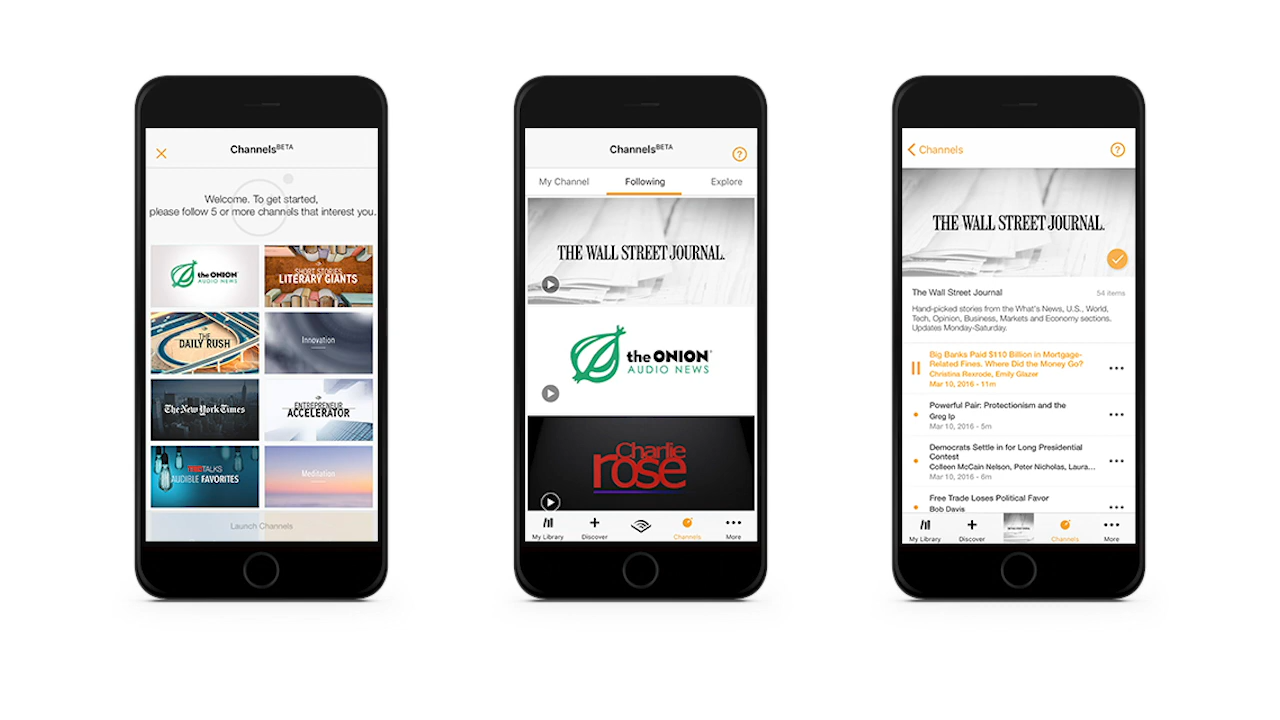 ChannelsBETA
Welcome. To get started,
please follow 5 or more channels that interest you.
the ONION®
AUDIO NEWS
SHORT STORIES
LITERARY GIANTS
THE
DAILY RUSH
Innovation
The New York Times
ENTREPRENEUR
ACCELERATOR
TED TALKS
AUDIBLE FAVORITES
Meditation
Launch Channels
ChannelsBETA
?
My Channel
Following
Explore
THE WALL STREET JOURNAL.
the ONION®
AUDIO NEWS
Charlie
rose
My Library
Discover
Channels
More
Channels
?
THE WALL STREET JOURNAL.
The Wall Street Journal
54 items
Hand-picked stories from the What's News, U.S., World,
Tech, Opinion, Business, Markets and Economy sections.
Updates Monday-Saturday.
Big Banks Paid $110 Billion in Mortgage-
Related Fines. Where Did the Money Go?
Christina Rexrode, Emily Glazer
Mar 10, 2016 - 11m
Powerful Pair: Protectionism and the
Greg Ip
Mar 10, 2016 - 5m
Democrats Settle in for Long Presidential
Contest
Colleen McCain Nelson, Peter Nicholas, Laura...
Mar 10, 2016 - 6m
Free Trade Loses Political Favor
Bob Davis
My Library
Discover
Channels
More